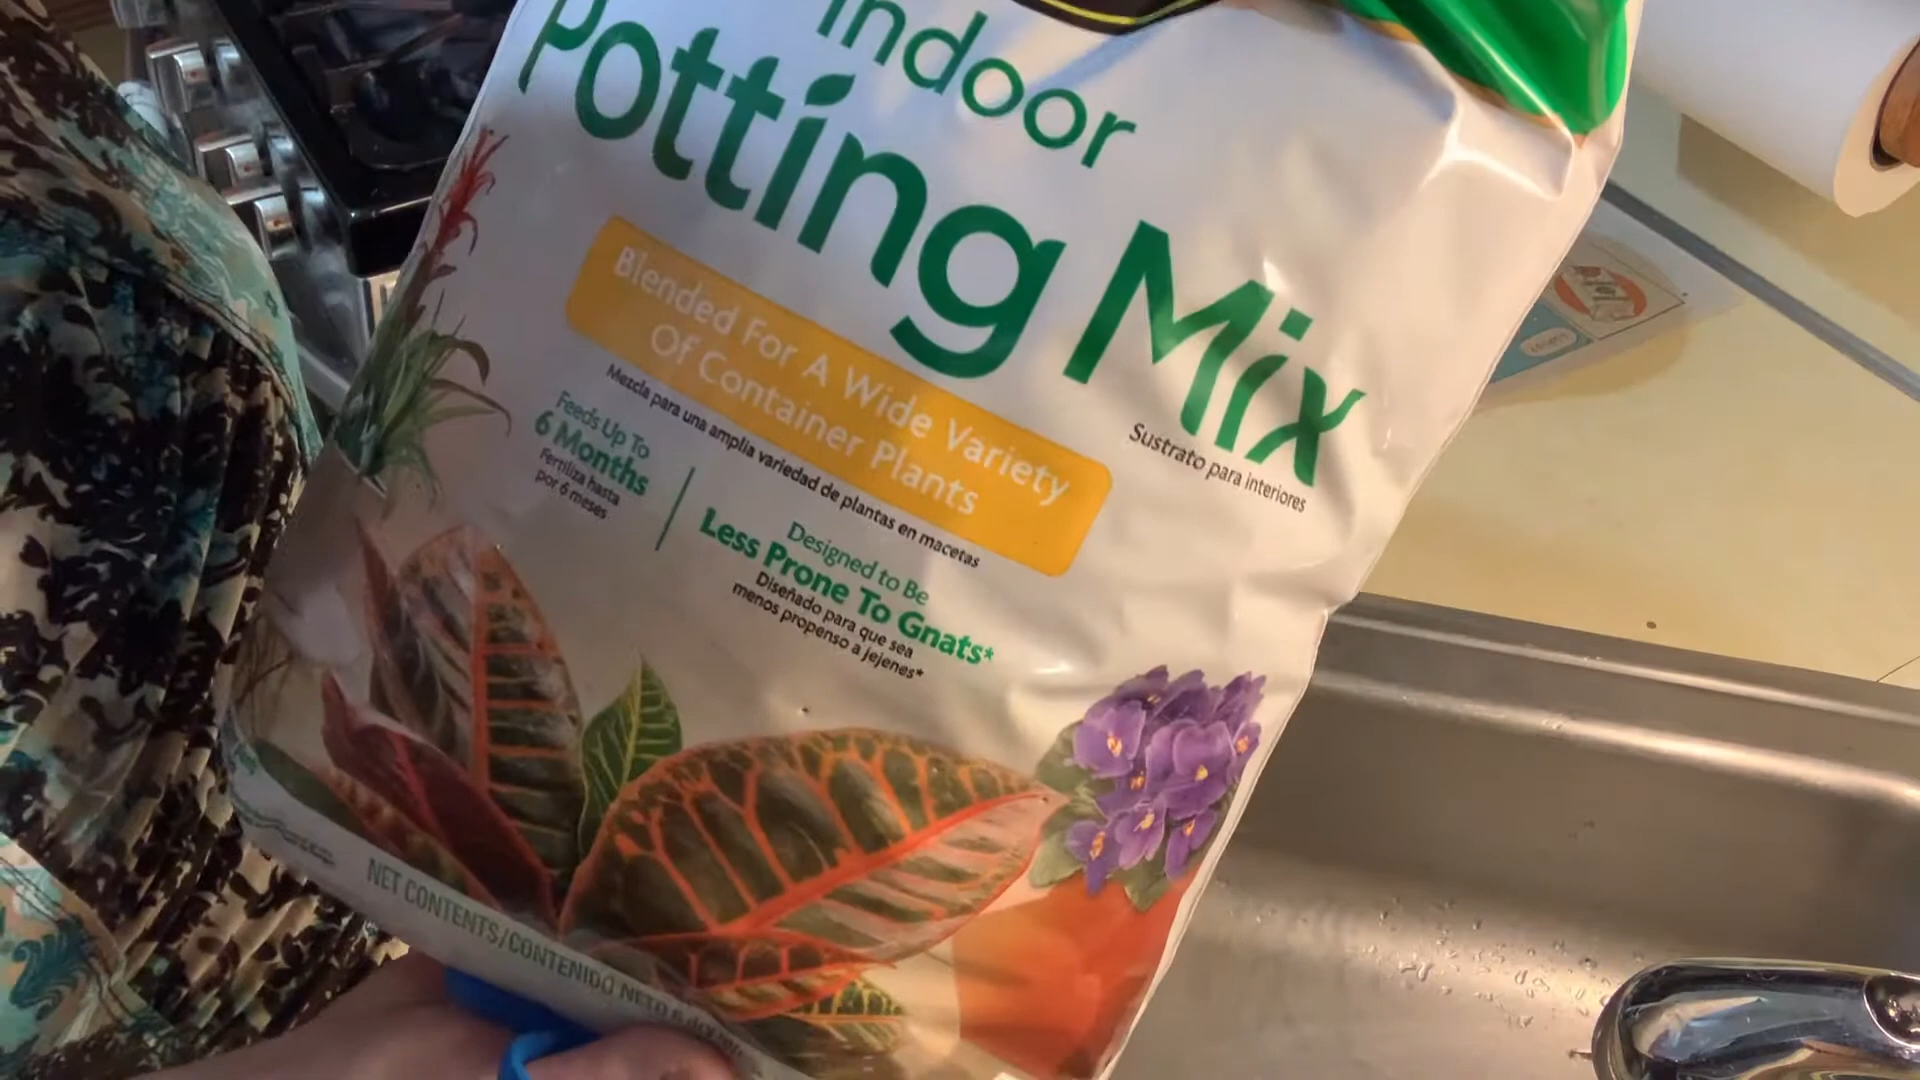 Indoor
Potting Mix
Sustrato para interiores
Blended For A Wide Variety
Of Container Plants
Mezcla para una amplia variedad de plantas en macetas
Feeds Up To
6 Months
Fertiliza hasta
por 6 meses
Designed to Be
Less Prone To Gnats*
Diseñado para que sea
menos propenso a jejenes*
NET CONTENTS/CONTENIDO NETO 6